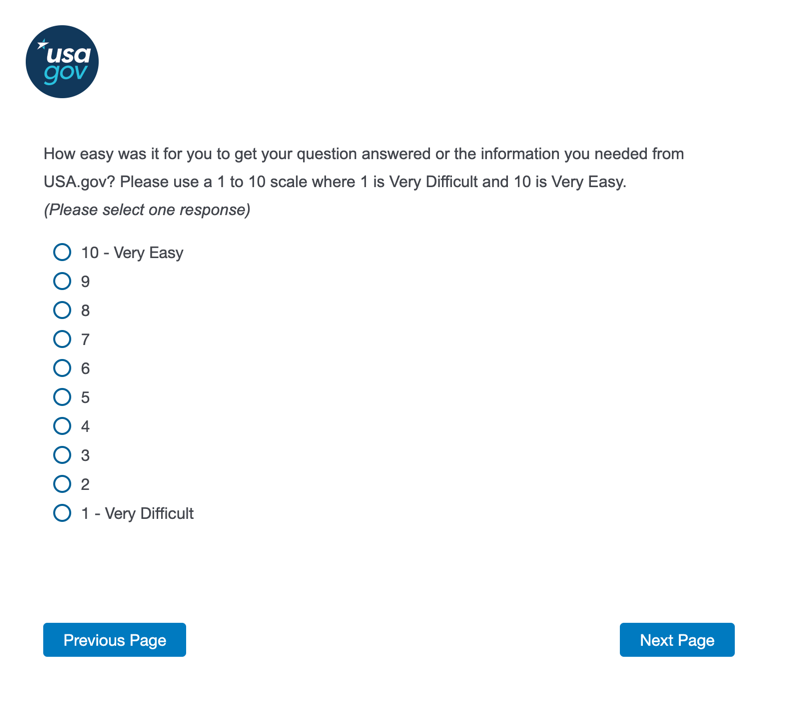 usa
gov
How easy was it for you to get your question answered or the information you needed from
USA.gov? Please use a 1 to 10 scale where 1 is Very Difficult and 10 is Very Easy.
(Please select one response)
10 - Very Easy
9
8
7
6
5
4
3
2
1 - Very Difficult
Previous Page
Next Page